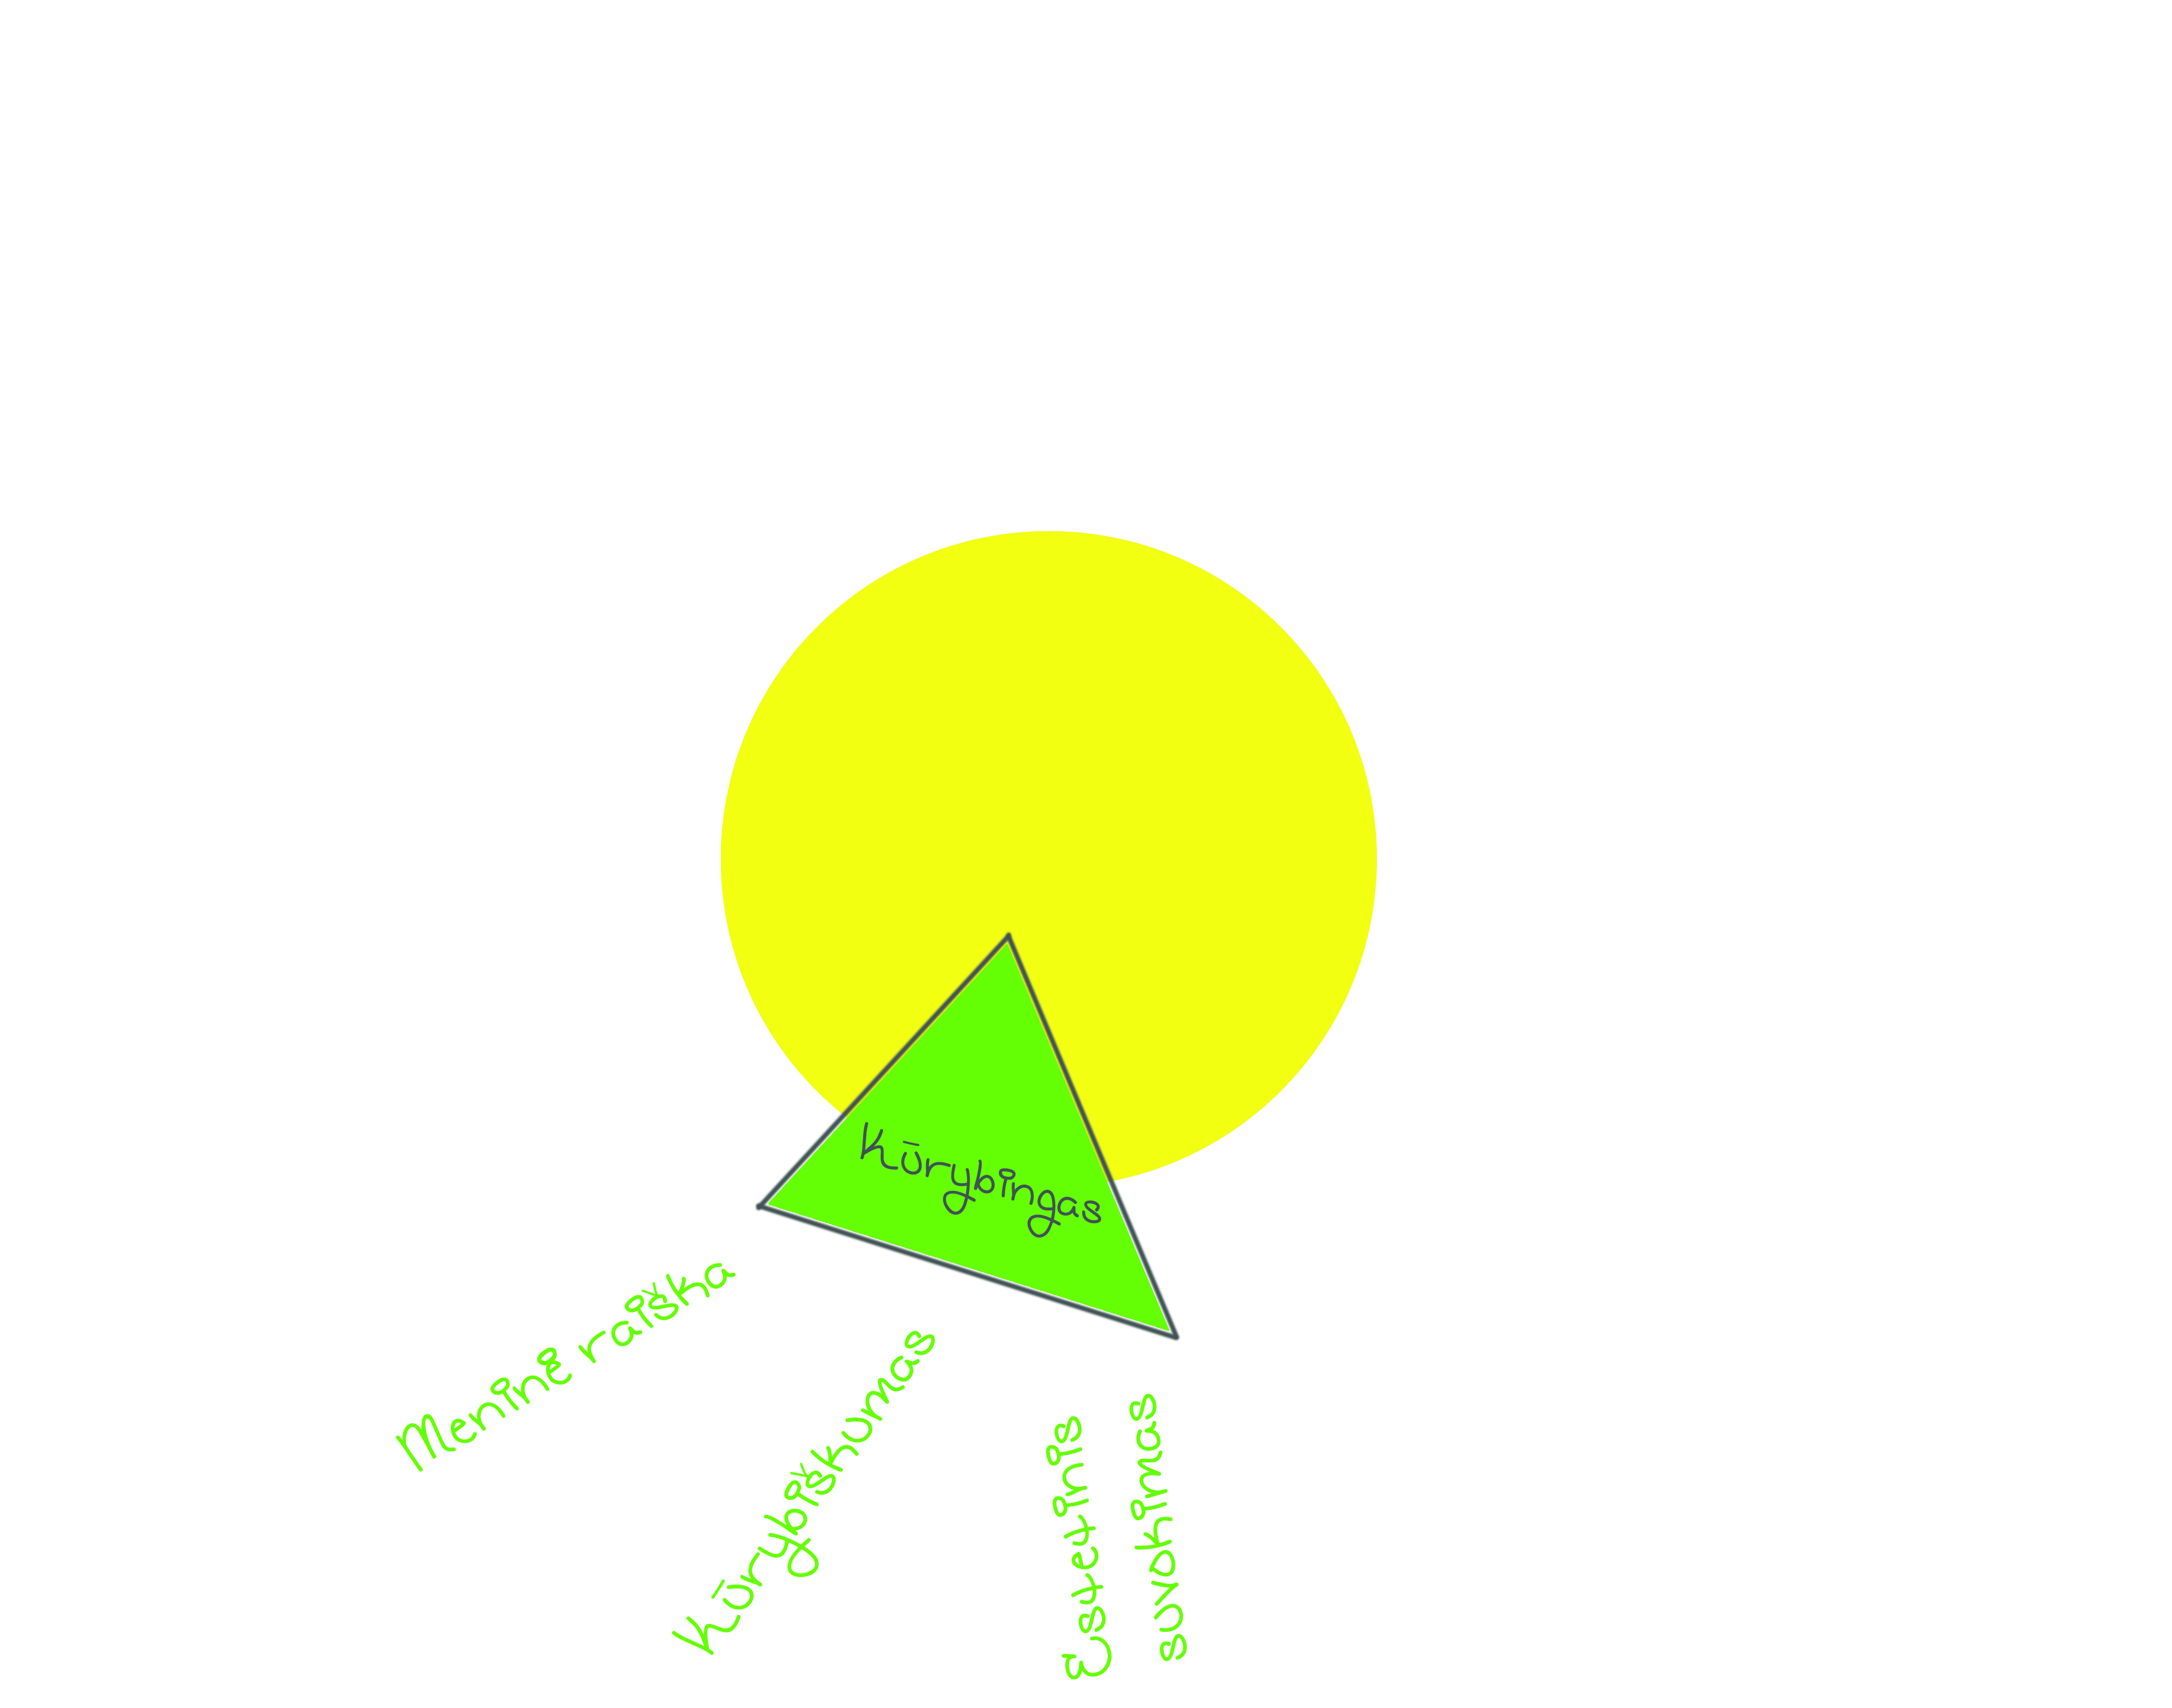 Kūrybingas
Meninė raiška
Kūrybiškumas
Estetinis
suvokimas